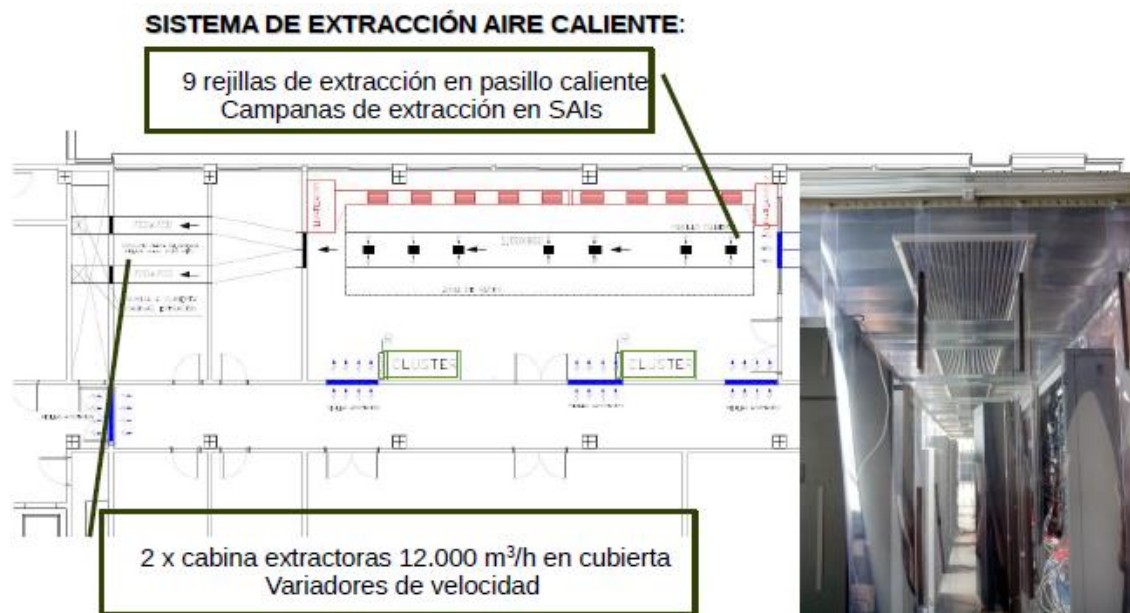 SISTEMA DE EXTRACCIÓN AIRE CALIENTE:
9 rejillas de extracción en pasillo caliente
Campanas de extracción en SAIs
CLUSTER
CLUSTER
2 x cabina extractoras 12.000 m³/h en cubierta
Variadores de velocidad